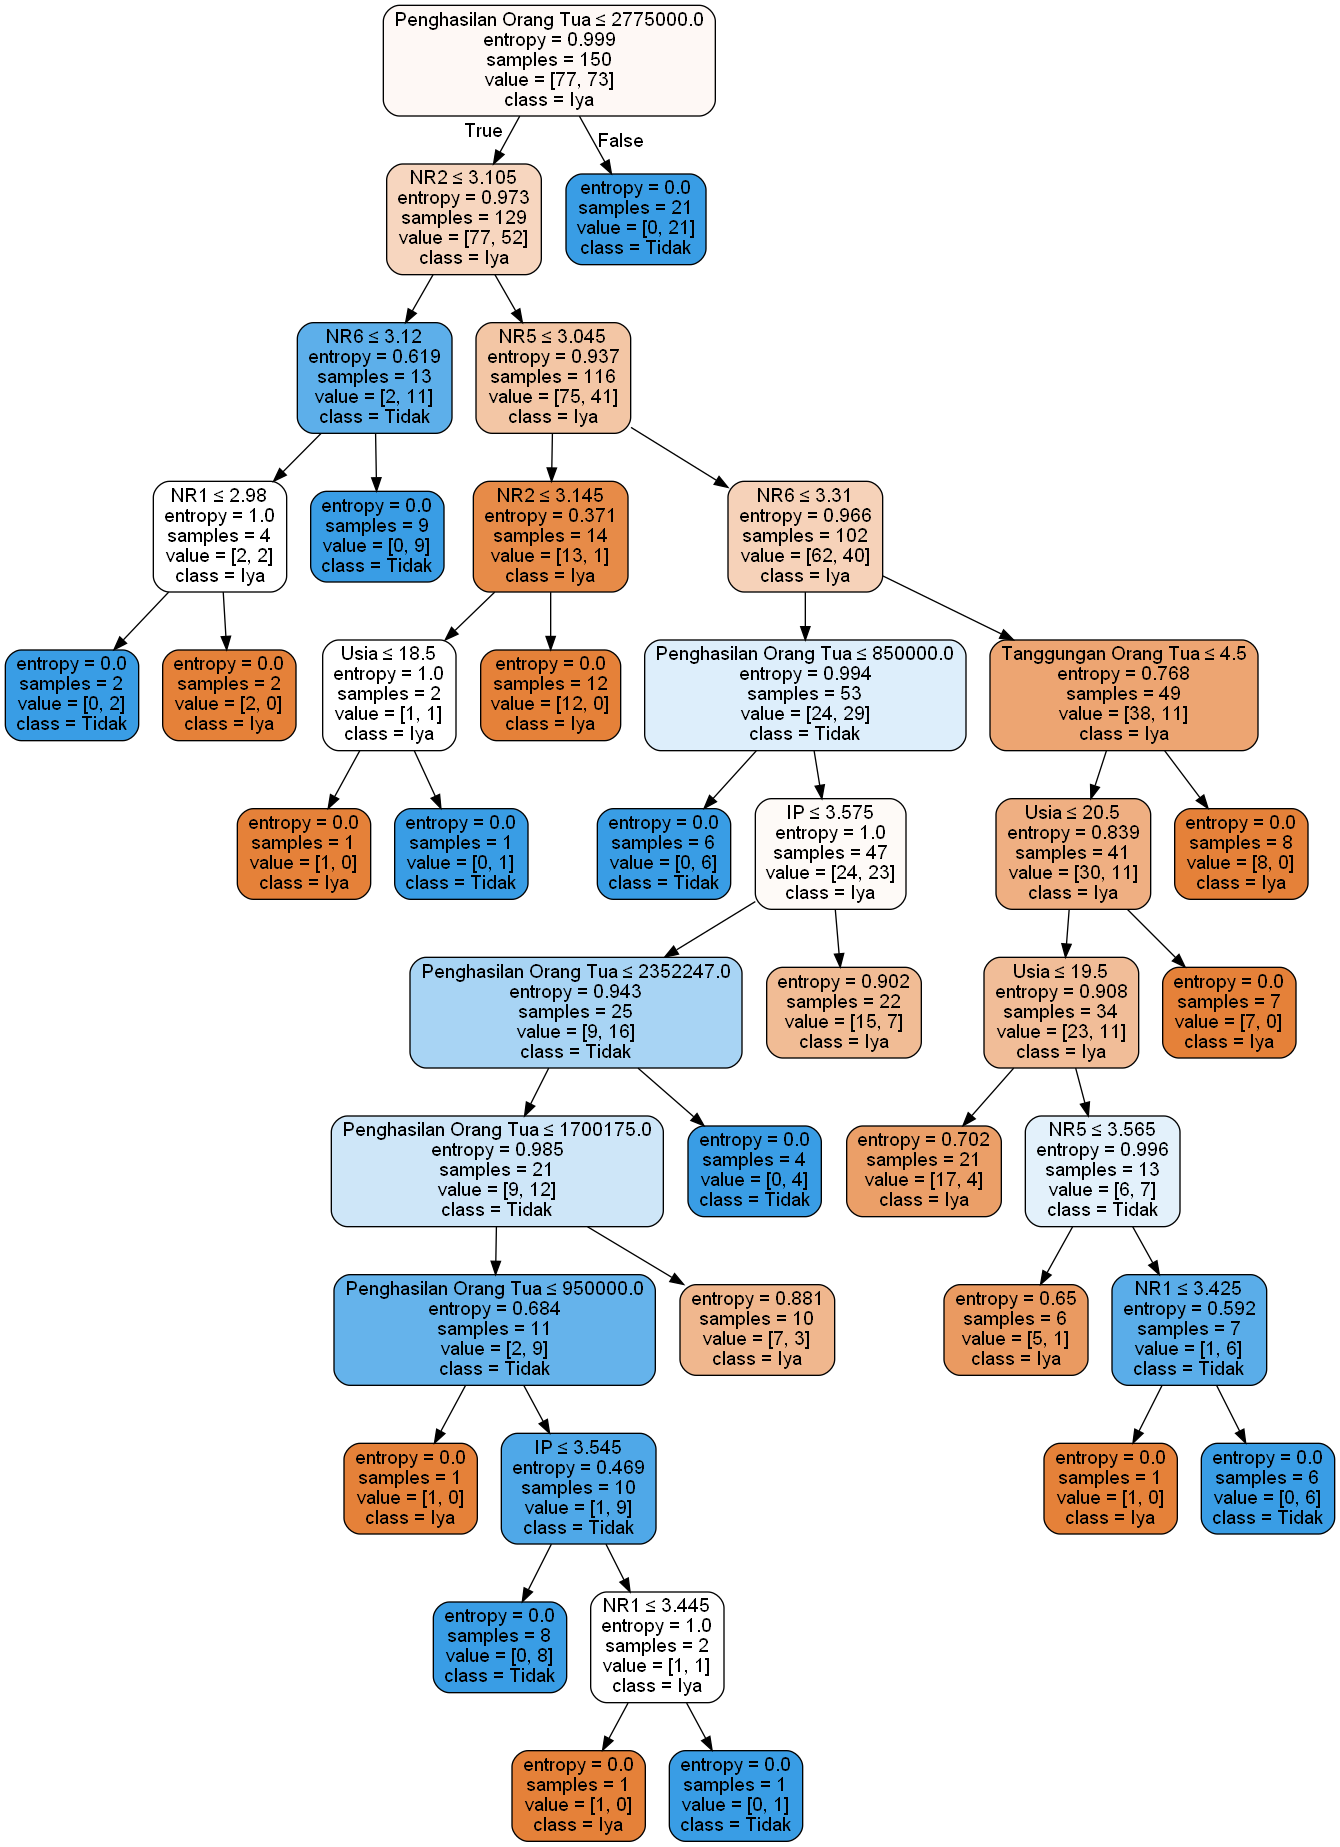 Penghasilan Orang Tua ≤ 2775000.0
entropy = 0.999
samples = 150
value = [77, 73]
class = Iya
True
False
NR2 ≤ 3.105
entropy = 0.973
samples = 129
value = [77, 52]
class = Iya
entropy = 0.0
samples = 21
value = [0, 21]
class = Tidak
NR6 ≤ 3.12
entropy = 0.619
samples = 13
value = [2, 11]
class = Tidak
NR5 ≤ 3.045
entropy = 0.937
samples = 116
value = [75, 41]
class = Iya
NR1 ≤ 2.98
entropy = 1.0
samples = 4
value = [2, 2]
class = Iya
entropy = 0.0
samples = 9
value = [0, 9]
class = Tidak
NR2 ≤ 3.145
entropy = 0.371
samples = 14
value = [13, 1]
class = Iya
NR6 ≤ 3.31
entropy = 0.966
samples = 102
value = [62, 40]
class = Iya
entropy = 0.0
samples = 2
value = [0, 2]
class = Tidak
entropy = 0.0
samples = 2
value = [2, 0]
class = Iya
Usia ≤ 18.5
entropy = 1.0
samples = 2
value = [1, 1]
class = Iya
entropy = 0.0
samples = 12
value = [12, 0]
class = Iya
Penghasilan Orang Tua ≤ 850000.0
entropy = 0.994
samples = 53
value = [24, 29]
class = Tidak
Tanggungan Orang Tua ≤ 4.5
entropy = 0.768
samples = 49
value = [38, 11]
class = Iya
entropy = 0.0
samples = 1
value = [1, 0]
class = Iya
entropy = 0.0
samples = 1
value = [0, 1]
class = Tidak
entropy = 0.0
samples = 6
value = [0, 6]
class = Tidak
IP ≤ 3.575
entropy = 1.0
samples = 47
value = [24, 23]
class = Iya
Usia ≤ 20.5
entropy = 0.839
samples = 41
value = [30, 11]
class = Iya
entropy = 0.0
samples = 8
value = [8, 0]
class = Iya
Penghasilan Orang Tua ≤ 2352247.0
entropy = 0.943
samples = 25
value = [9, 16]
class = Tidak
entropy = 0.902
samples = 22
value = [15, 7]
class = Iya
Usia ≤ 19.5
entropy = 0.908
samples = 34
value = [23, 11]
class = Iya
entropy = 0.0
samples = 7
value = [7, 0]
class = Iya
Penghasilan Orang Tua ≤ 1700175.0
entropy = 0.985
samples = 21
value = [9, 12]
class = Tidak
entropy = 0.0
samples = 4
value = [0, 4]
class = Tidak
entropy = 0.702
samples = 21
value = [17, 4]
class = Iya
NR5 ≤ 3.565
entropy = 0.996
samples = 13
value = [6, 7]
class = Tidak
Penghasilan Orang Tua ≤ 950000.0
entropy = 0.684
samples = 11
value = [2, 9]
class = Tidak
entropy = 0.881
samples = 10
value = [7, 3]
class = Iya
entropy = 0.65
samples = 6
value = [5, 1]
class = Iya
NR1 ≤ 3.425
entropy = 0.592
samples = 7
value = [1, 6]
class = Tidak
entropy = 0.0
samples = 1
value = [1, 0]
class = Iya
IP ≤ 3.545
entropy = 0.469
samples = 10
value = [1, 9]
class = Tidak
entropy = 0.0
samples = 1
value = [1, 0]
class = Iya
entropy = 0.0
samples = 6
value = [0, 6]
class = Tidak
entropy = 0.0
samples = 8
value = [0, 8]
class = Tidak
NR1 ≤ 3.445
entropy = 1.0
samples = 2
value = [1, 1]
class = Iya
entropy = 0.0
samples = 1
value = [1, 0]
class = Iya
entropy = 0.0
samples = 1
value = [0, 1]
class = Tidak